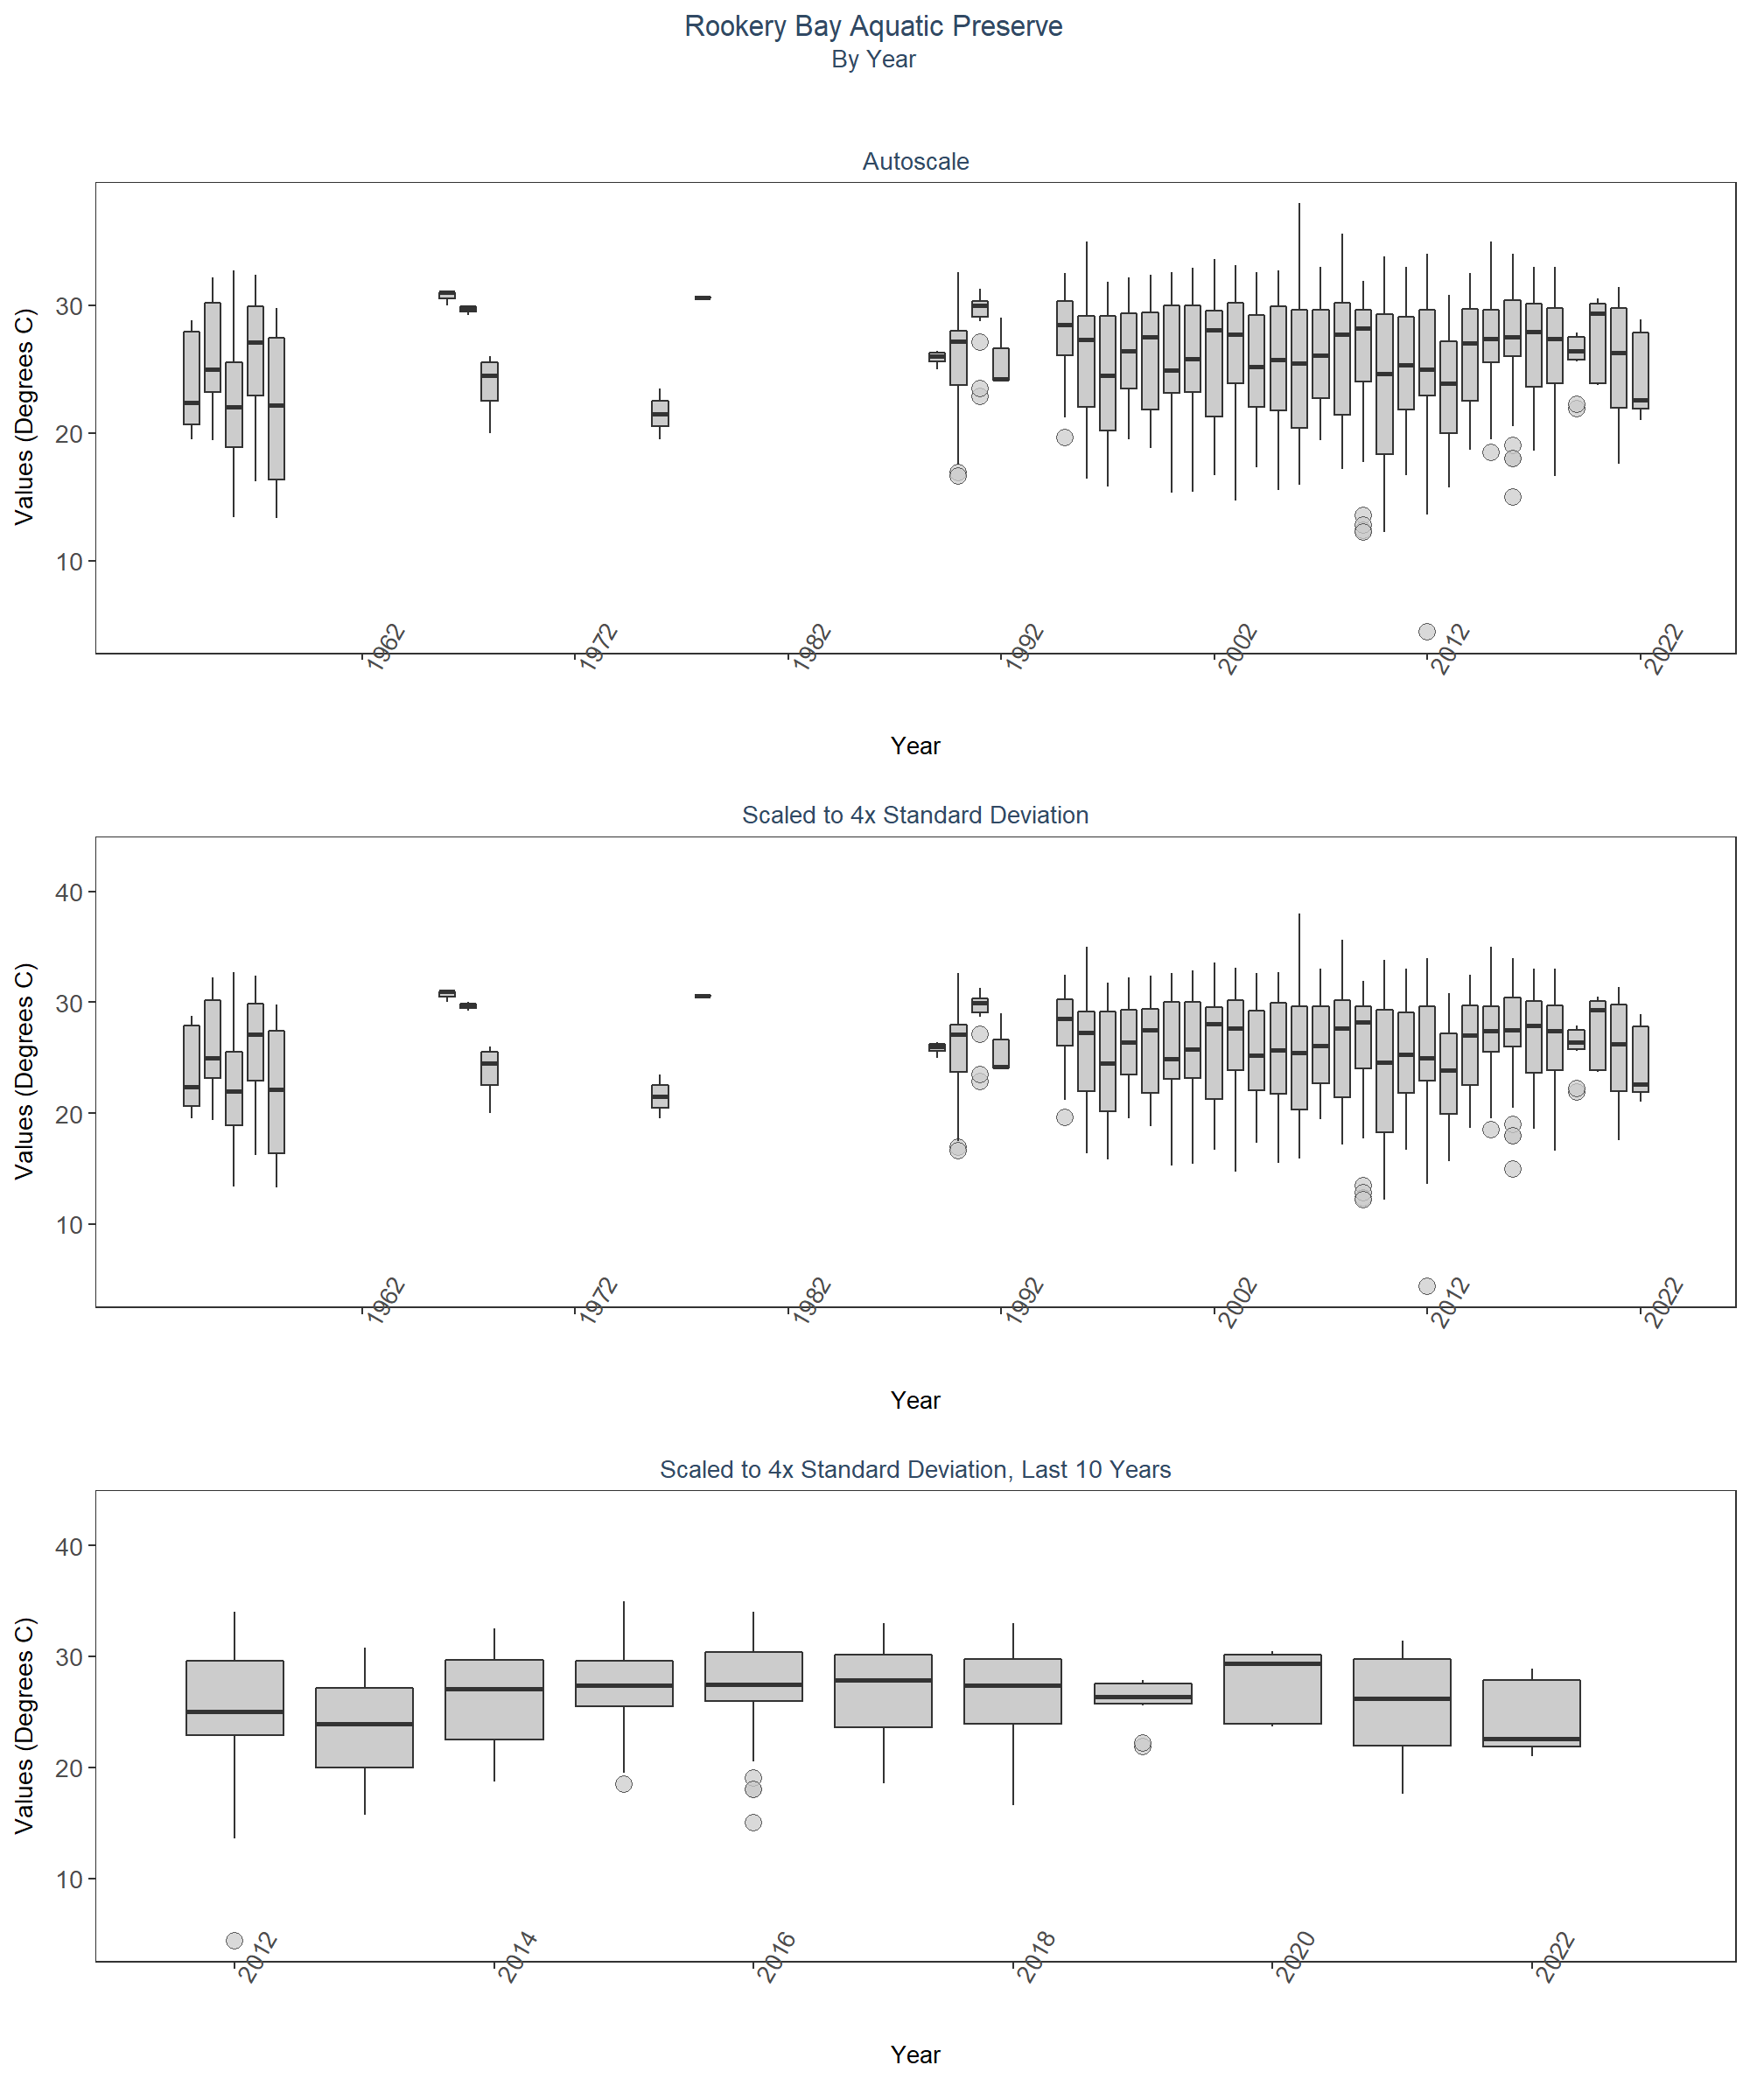 Rookery Bay Aquatic Preserve
By Year
Autoscale
Values (Degrees C)
30
20
10
1962 1972 1982 1992 2002 2012 2022
Year
Scaled to 4x Standard Deviation
Values (Degrees C)
40
30
20
10
1962 1972 1982 1992 2002 2012 2022
Year
Scaled to 4x Standard Deviation, Last 10 Years
Values (Degrees C)
40
30
20
10
2012 2014 2016 2018 2020 2022
Year